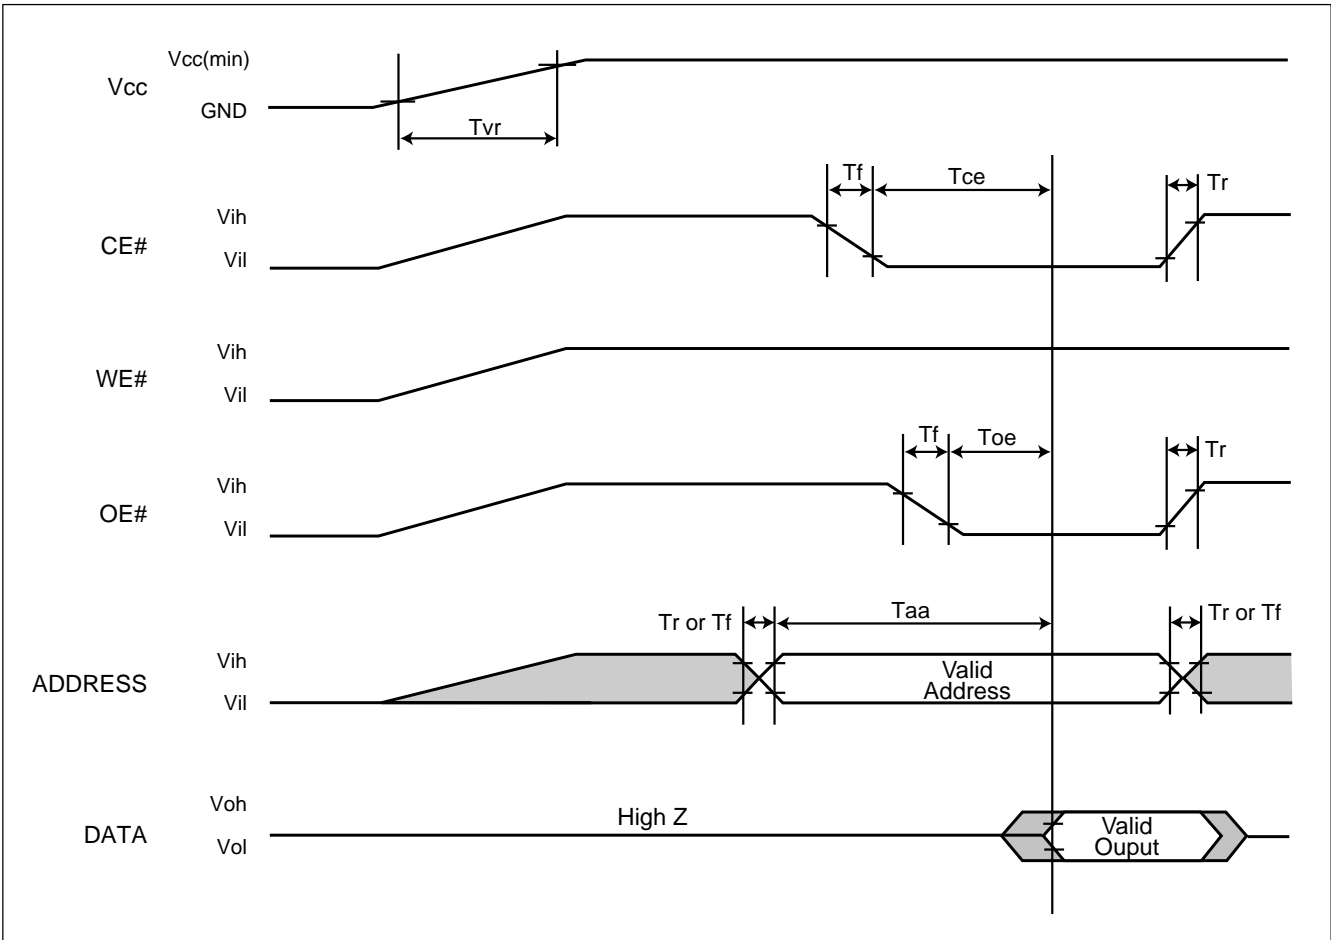 Vcc(min)
Vcc
GND
Tvr
Tf
Tce
Tr
Vih
CE#
Vil
Vih
WE#
Vil
Tf
Toe
Tr
Vih
OE#
Vil
Tr or Tf
Taa
Tr or Tf
Vih
ADDRESS
Vil
Valid
Address
Voh
DATA
Vol
High Z
Valid
Ouput